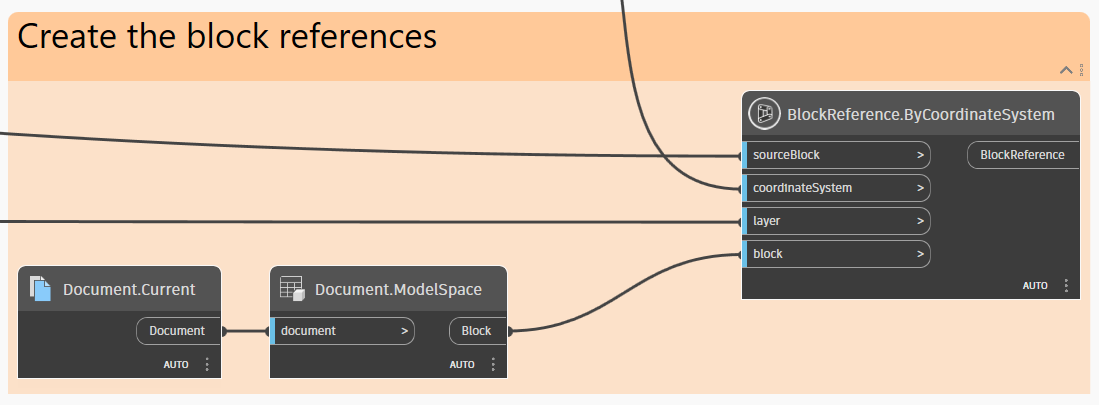 Create the block references
BlockReference.ByCoordinateSystem
sourceBlock > BlockReference
coordinateSystem >
layer >
block >
AUTO
Document.Current
Document
AUTO
Document.ModelSpace
document > Block
AUTO